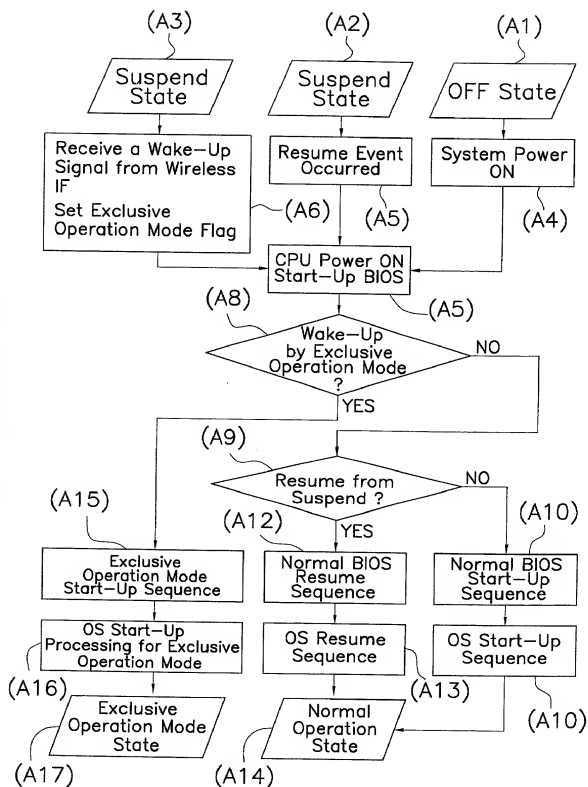 (A3)
(A2)
(A1)
Suspend
State
Suspend
State
OFF State
Receive a Wake-Up
Signal from Wireless
IF
Set Exclusive
Operation Mode Flag
(A6)
Resume Event
Occurred
(A5)
System Power
ON
(A4)
CPU Power ON
Start-Up BIOS
(A5)
(A8)
Wake-Up
by Exclusive
Operation Mode
?
NO
YES
(A9)
Resume from
Suspend ?
NO
YES
(A15)
(A12)
(A10)
Exclusive
Operation Mode
Start-Up Sequence
Normal BIOS
Resume
Sequence
Normal BIOS
Start-Up
Sequence
OS Start-Up
Processing for Exclusive
Operation Mode
(A16)
OS Resume
Sequence
(A13)
OS Start-Up
Sequence
(A10)
Exclusive
Operation Mode
State
(A17)
Normal
Operation
State
(A14)